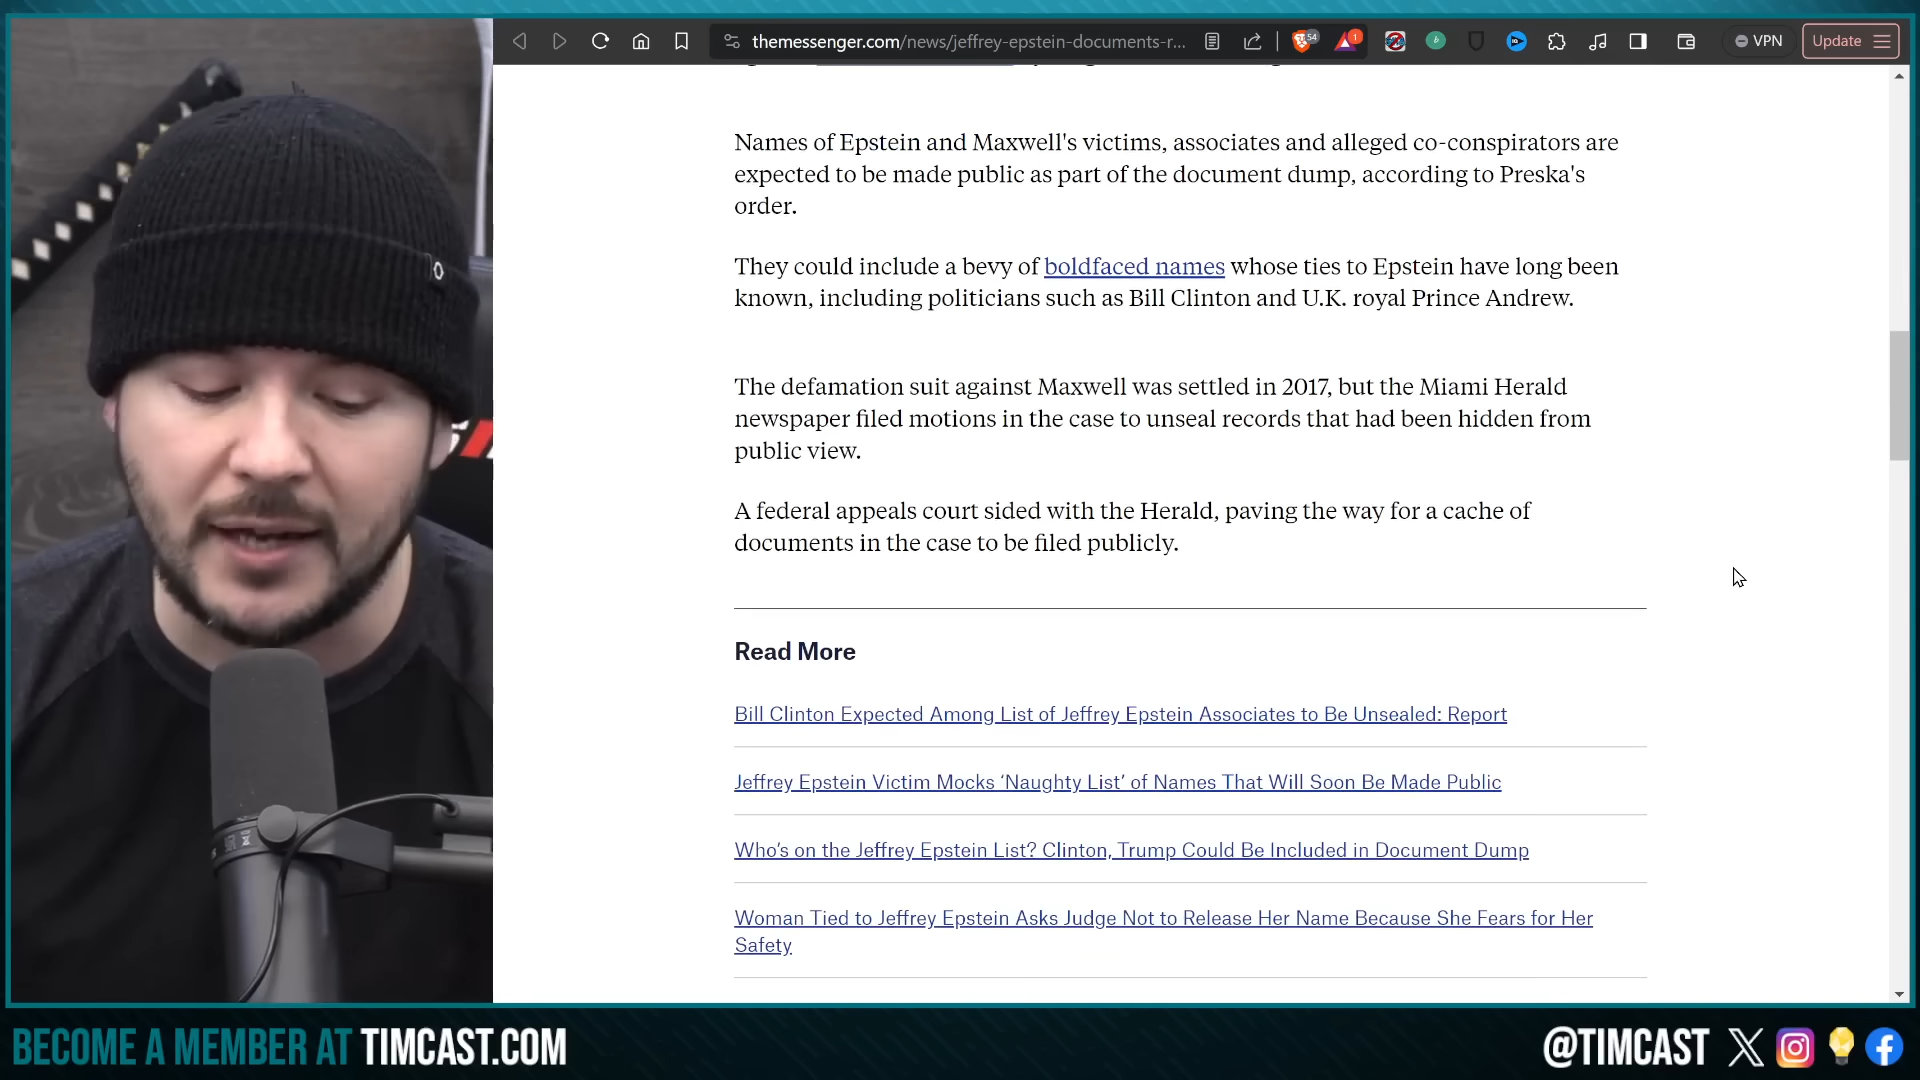 themessenger.com/news/jeffrey-epstein-documents-r...
54
1
VPN
Update
Names of Epstein and Maxwell's victims, associates and alleged co-conspirators are
expected to be made public as part of the document dump, according to Preska's
order.
They could include a bevy of boldfaced names whose ties to Epstein have long been
known, including politicians such as Bill Clinton and U.K. royal Prince Andrew.
The defamation suit against Maxwell was settled in 2017, but the Miami Herald
newspaper filed motions in the case to unseal records that had been hidden from
public view.
A federal appeals court sided with the Herald, paving the way for a cache of
documents in the case to be filed publicly.
Read More
Bill Clinton Expected Among List of Jeffrey Epstein Associates to Be Unsealed: Report
Jeffrey Epstein Victim Mocks ‘Naughty List’ of Names That Will Soon Be Made Public
Who’s on the Jeffrey Epstein List? Clinton, Trump Could Be Included in Document Dump
Woman Tied to Jeffrey Epstein Asks Judge Not to Release Her Name Because She Fears for Her
Safety
BECOME A MEMBER AT TIMCAST.COM
@TIMCAST